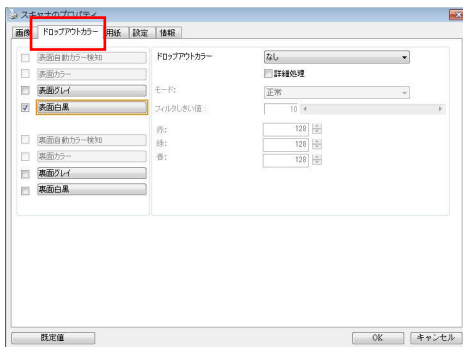 スキャナのプロパティ
画像 ドロップアウトカラー 用紙 設定 情報
表面自動カラー検知
表面カラー
表面グレイ
表面白黒
裏面自動カラー検知
裏面カラー
裏面グレイ
裏面白黒
ドロップアウトカラー なし
詳細処理
モード: 正常
フィルタしきい値: 10
赤: 128
緑: 128
青: 128
既定値 OK キャンセル